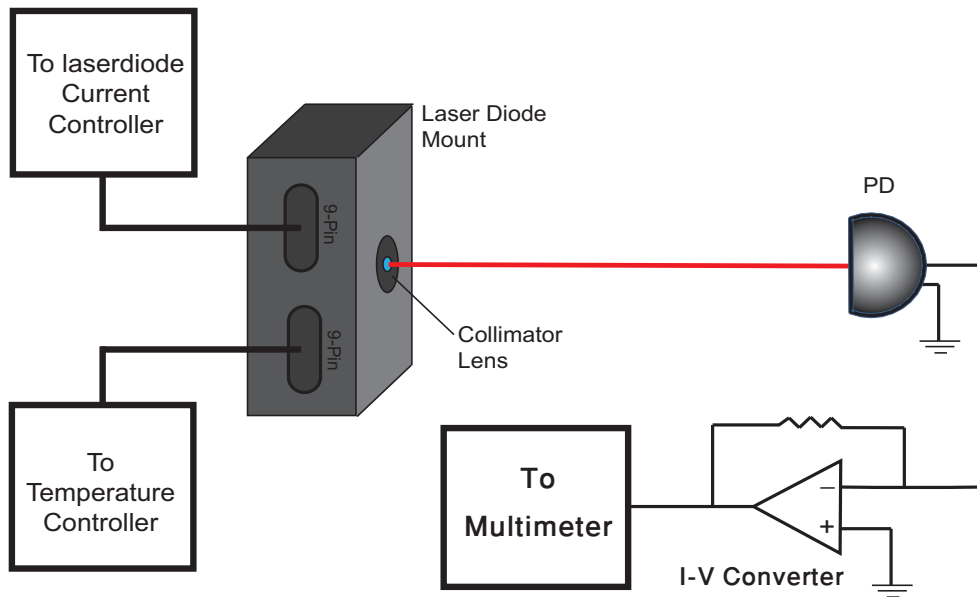 To laserdiode
Current
Controller
Laser Diode
Mount
PD
9-Pin
9-Pin
Collimator
Lens
To
Temperature
Controller
To
Multimeter
−
+
I-V Converter